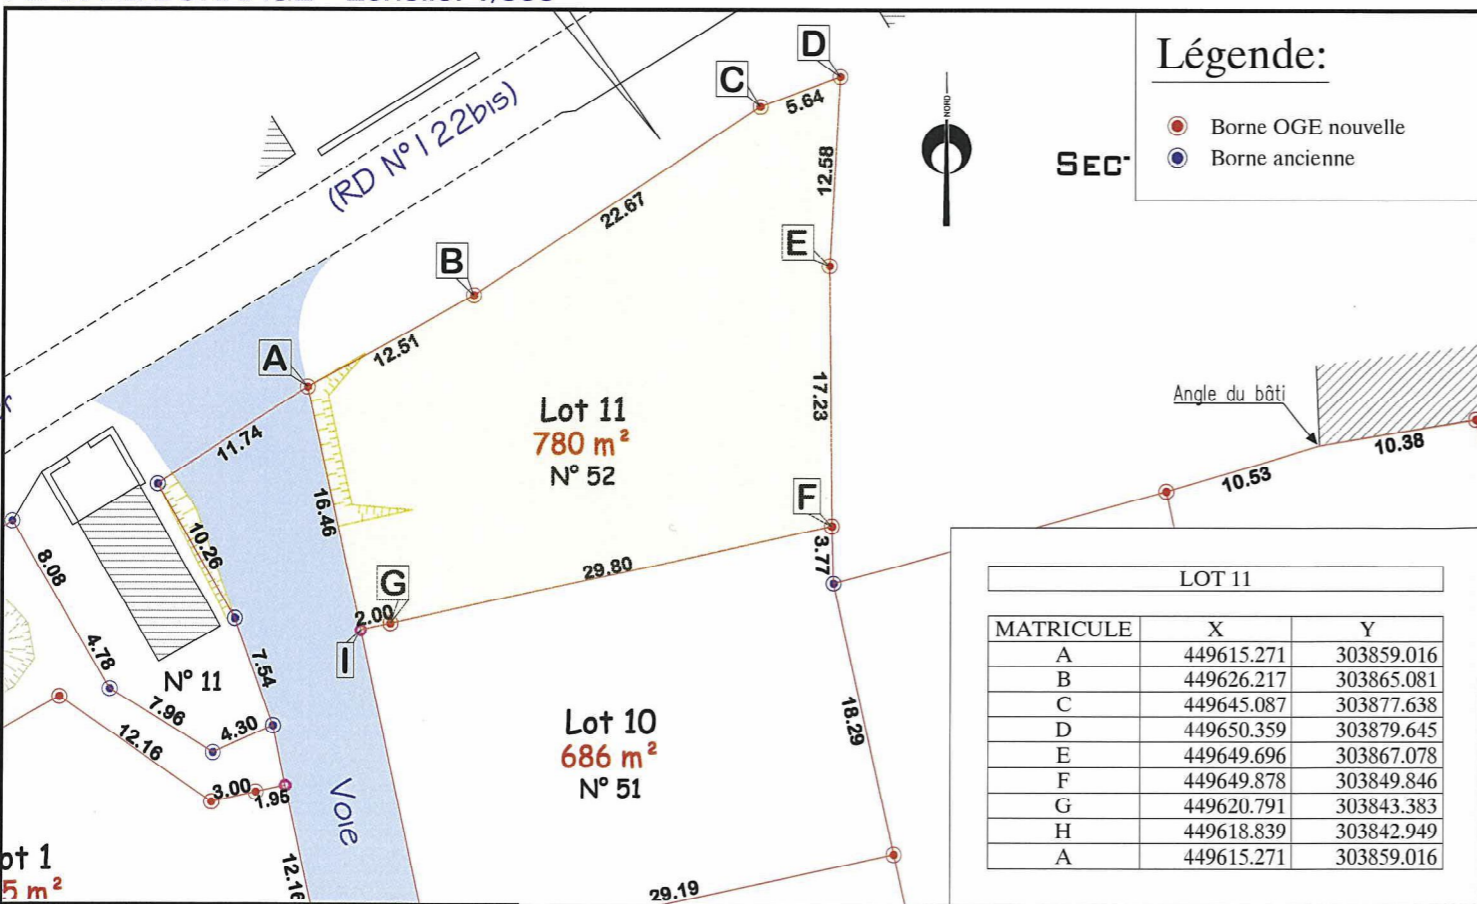 (RD N°122bis)
NORD
SEC
Légende:
Borne OGE nouvelle
Borne ancienne
A
B
C
D
E
F
G
I
5.64
12.58
22.67
12.51
17.23
11.74
16.46
10.26
3.77
29.80
2.00
8.08
4.78
7.96
7.54
4.30
12.16
3.00
1.95
12.16
18.29
29.19
10.53
10.38
Angle du bâti
Lot 11
780 m²
N° 52
Lot 10
686 m²
N° 51
N° 11
Voie
ot 1
5 m²
LOT 11
MATRICULE X Y
A 449615.271 303859.016
B 449626.217 303865.081
C 449645.087 303877.638
D 449650.359 303879.645
E 449649.696 303867.078
F 449649.878 303849.846
G 449620.791 303843.383
H 449618.839 303842.949
A 449615.271 303859.016